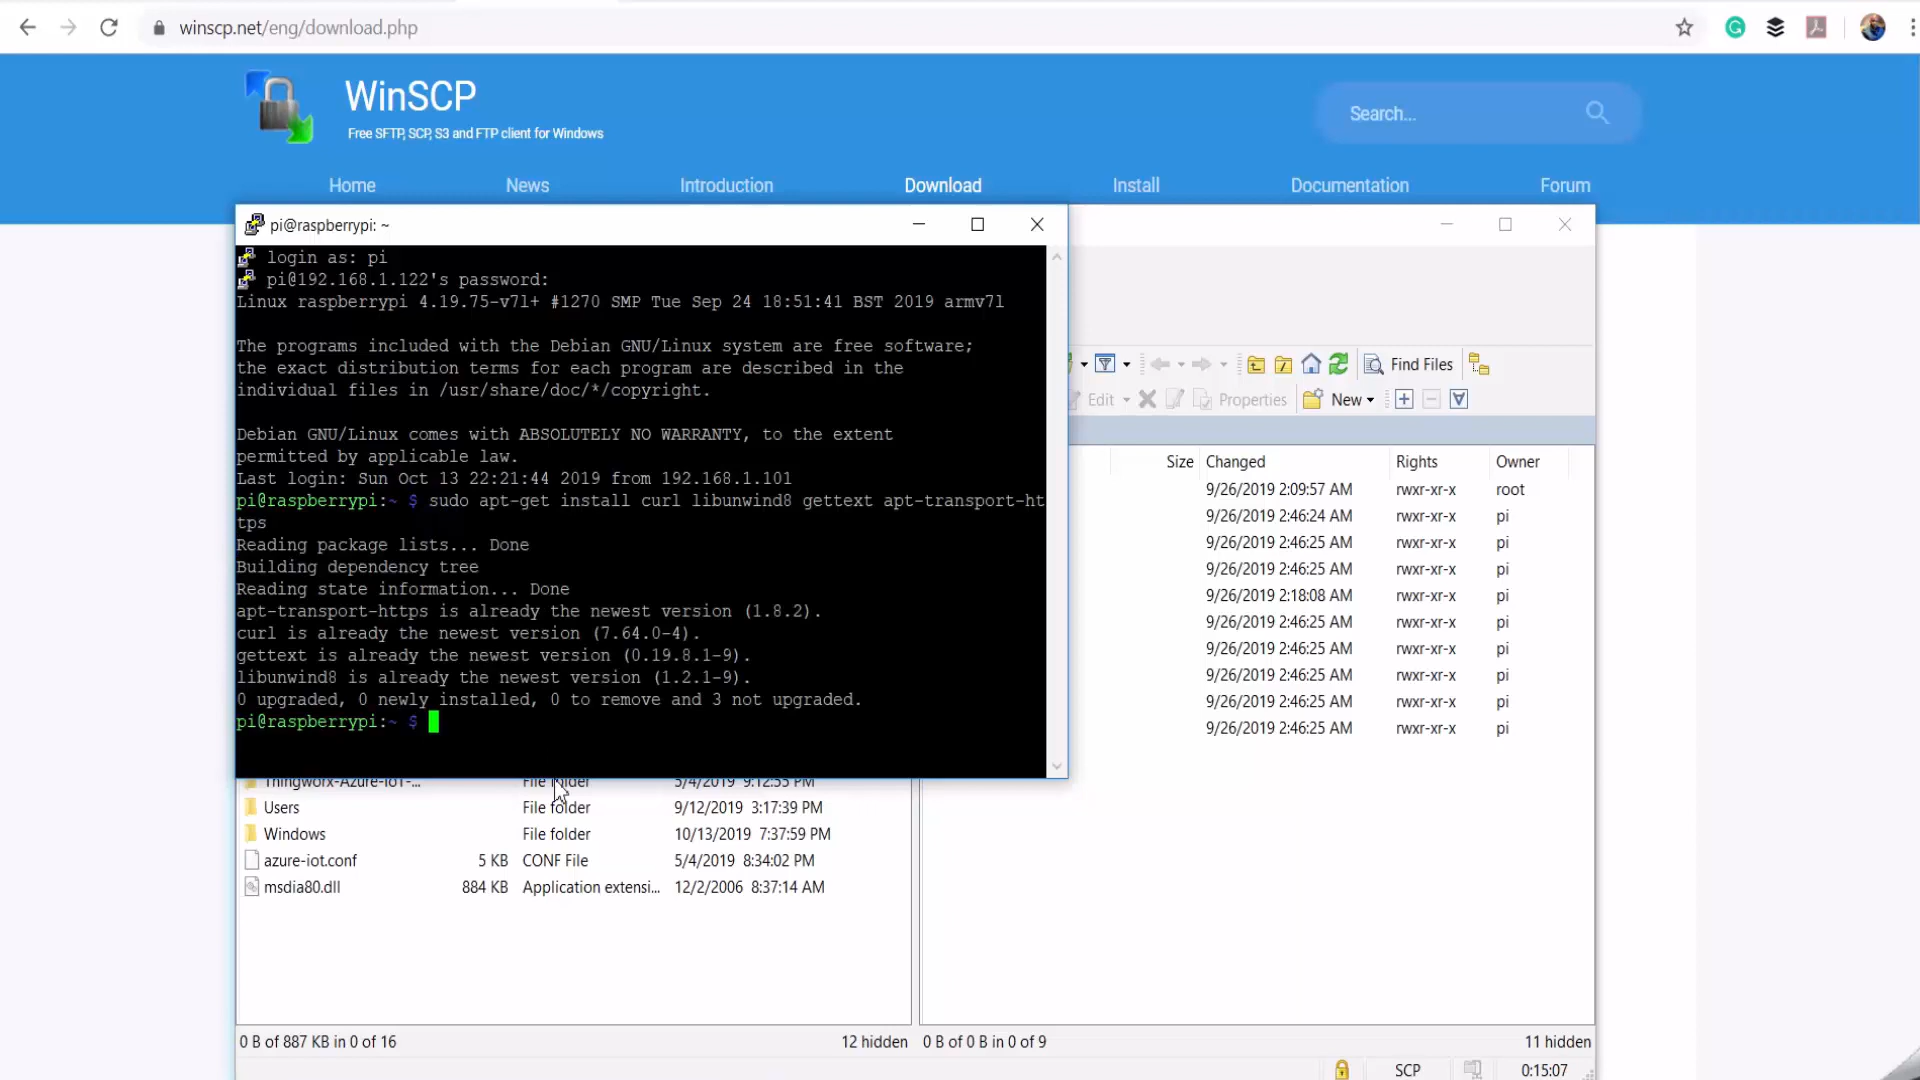 winscp.net/eng/download.php
WinSCP
Free SFTP, SCP, S3 and FTP client for Windows
Search...
Home News Introduction Download Install Documentation Forum
pi@raspberrypi: ~
login as: pi
pi@192.168.1.122's password:
Linux raspberrypi 4.19.75-v7l+ #1270 SMP Tue Sep 24 18:51:41 BST 2019 armv7l
The programs included with the Debian GNU/Linux system are free software;
the exact distribution terms for each program are described in the
individual files in /usr/share/doc/*/copyright.
Debian GNU/Linux comes with ABSOLUTELY NO WARRANTY, to the extent
permitted by applicable law.
Last login: Sun Oct 13 22:21:44 2019 from 192.168.1.101
pi@raspberrypi:~ $ sudo apt-get install curl libunwind8 gettext apt-transport-ht
tps
Reading package lists... Done
Building dependency tree
Reading state information... Done
apt-transport-https is already the newest version (1.8.2).
curl is already the newest version (7.64.0-4).
gettext is already the newest version (0.19.8.1-9).
libunwind8 is already the newest version (1.2.1-9).
0 upgraded, 0 newly installed, 0 to remove and 3 not upgraded.
pi@raspberrypi:~ $
Find Files
Edit Properties New
Size Changed Rights Owner
9/26/2019 2:09:57 AM rwxr-xr-x root
9/26/2019 2:46:24 AM rwxr-xr-x pi
9/26/2019 2:46:25 AM rwxr-xr-x pi
9/26/2019 2:46:25 AM rwxr-xr-x pi
9/26/2019 2:18:08 AM rwxr-xr-x pi
9/26/2019 2:46:25 AM rwxr-xr-x pi
9/26/2019 2:46:25 AM rwxr-xr-x pi
9/26/2019 2:46:25 AM rwxr-xr-x pi
9/26/2019 2:46:25 AM rwxr-xr-x pi
9/26/2019 2:46:25 AM rwxr-xr-x pi
Thingworx-Azure-IoT-... File folder 5/4/2019 9:12:55 PM
Users File folder 9/12/2019 3:17:39 PM
Windows File folder 10/13/2019 7:37:59 PM
azure-iot.conf 5 KB CONF File 5/4/2019 8:34:02 PM
msdia80.dll 884 KB Application extensi... 12/2/2006 8:37:14 AM
0 B of 887 KB in 0 of 16 12 hidden 0 B of 0 B in 0 of 9 11 hidden
SCP 0:15:07